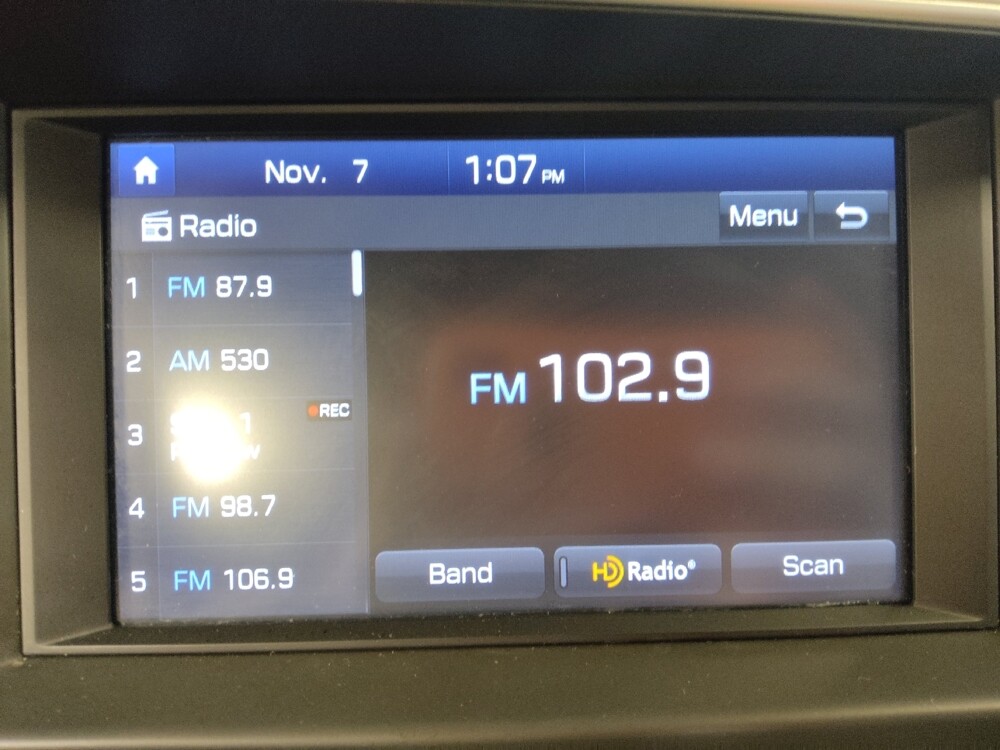 Nov. 7 1:07 PM
Radio
Menu
1 FM 87.9
2 AM 530
3 1 REC
4 FM 98.7
5 FM 106.9
FM 102.9
Band
HD Radio®
Scan